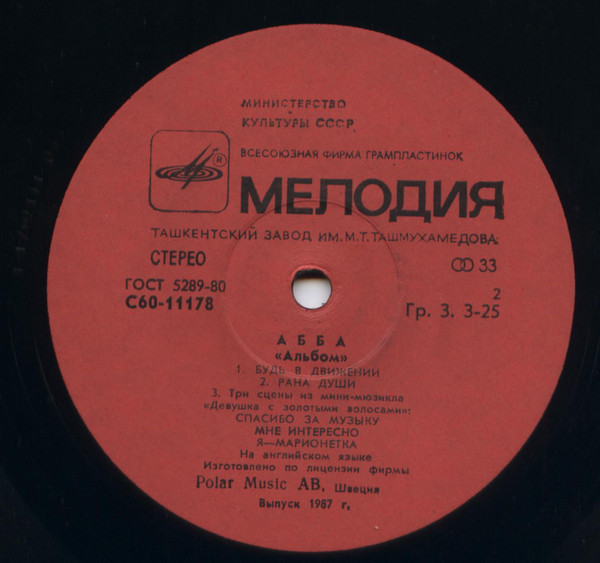 МИНИСТЕРСТВО
КУЛЬТУРЫ СССР
ВСЕСОЮЗНАЯ ФИРМА ГРАМПЛАСТИНОК
®
МЕЛОДИЯ
ТАШКЕНТСКИЙ ЗАВОД ИМ. М.Т. ТАШМУХАМЕДОВА
СТЕРЕО
33
ГОСТ 5289-80
2
С60-11178
Гр. 3. 3-25
АББА
«Альбом»
1. БУДЬ В ДВИЖЕНИИ
2. РАНА ДУШИ
3. Три сцены из мини-мюзикла
«Девушка с золотыми волосами»:
СПАСИБО ЗА МУЗЫКУ
МНЕ ИНТЕРЕСНО
Я—МАРИОНЕТКА
На английском языке
Изготовлено по лицензии фирмы
Polar Music AB, Швеция
Выпуск 1987 г.